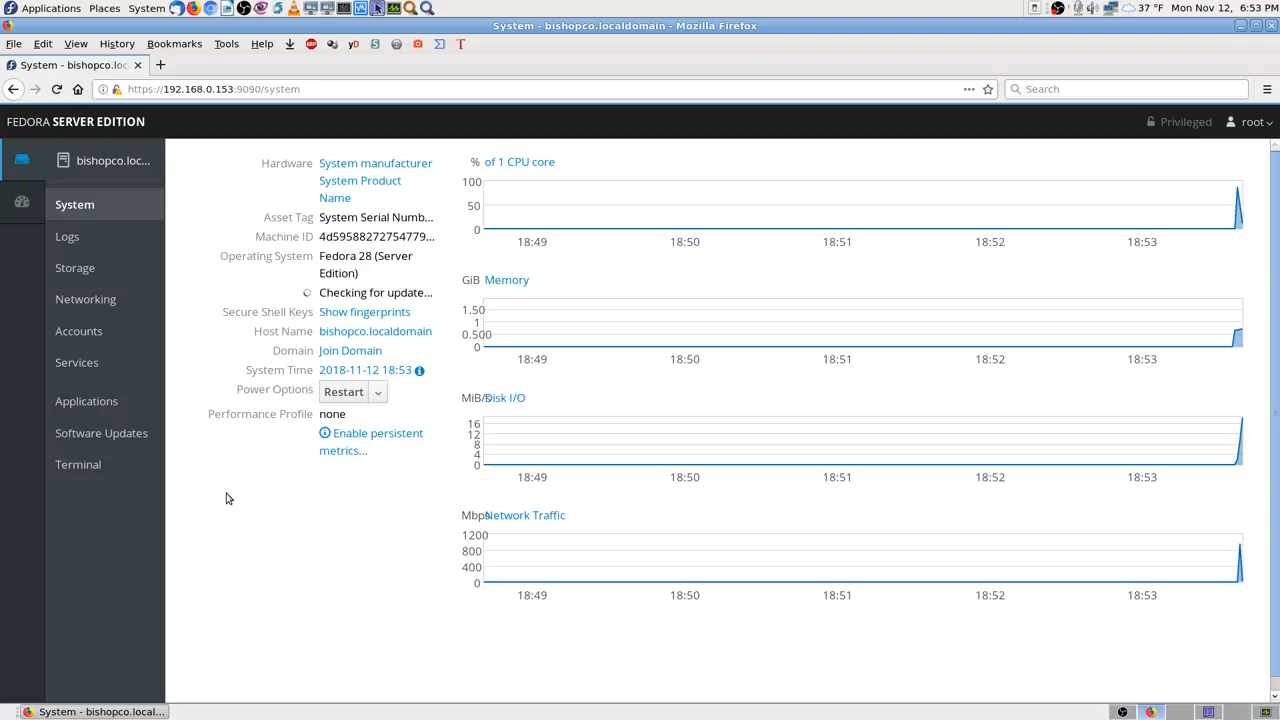 Applications Places System 37 °F Mon Nov 12, 6:53 PM
System - bishopco.localdomain - Mozilla Firefox
File Edit View History Bookmarks Tools Help
System - bishopco.loc
https://192.168.0.153:9090/system
Search
FEDORA SERVER EDITION
Privileged
root
bishopco.loc...
System
Logs
Storage
Networking
Accounts
Services
Applications
Software Updates
Terminal
Hardware System manufacturer
System Product
Name
Asset Tag System Serial Numb...
Machine ID 4d59588272754779...
Operating System Fedora 28 (Server
Edition)
Checking for update...
Secure Shell Keys Show fingerprints
Host Name bishopco.localdomain
Domain Join Domain
System Time 2018-11-12 18:53
Power Options Restart
Performance Profile none
Enable persistent
metrics...
% of 1 CPU core
100
50
0
18:49 18:50 18:51 18:52 18:53
GiB Memory
1.50
1
0.500
0
18:49 18:50 18:51 18:52 18:53
MiB/s Disk I/O
16
12
8
4
0
18:49 18:50 18:51 18:52 18:53
Mbps Network Traffic
1200
800
400
0
18:49 18:50 18:51 18:52 18:53
System - bishopco.local...